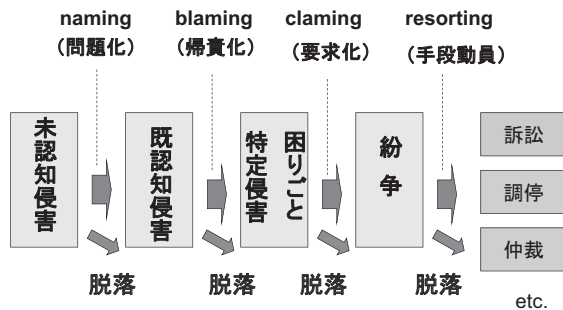 naming
（問題化）
blaming
（帰責化）
claming
（要求化）
resorting
（手段動員）
未認知侵害
既認知侵害
困りごと
特定侵害
紛争
訴訟
調停
仲裁
脱落
脱落
脱落
脱落
etc.